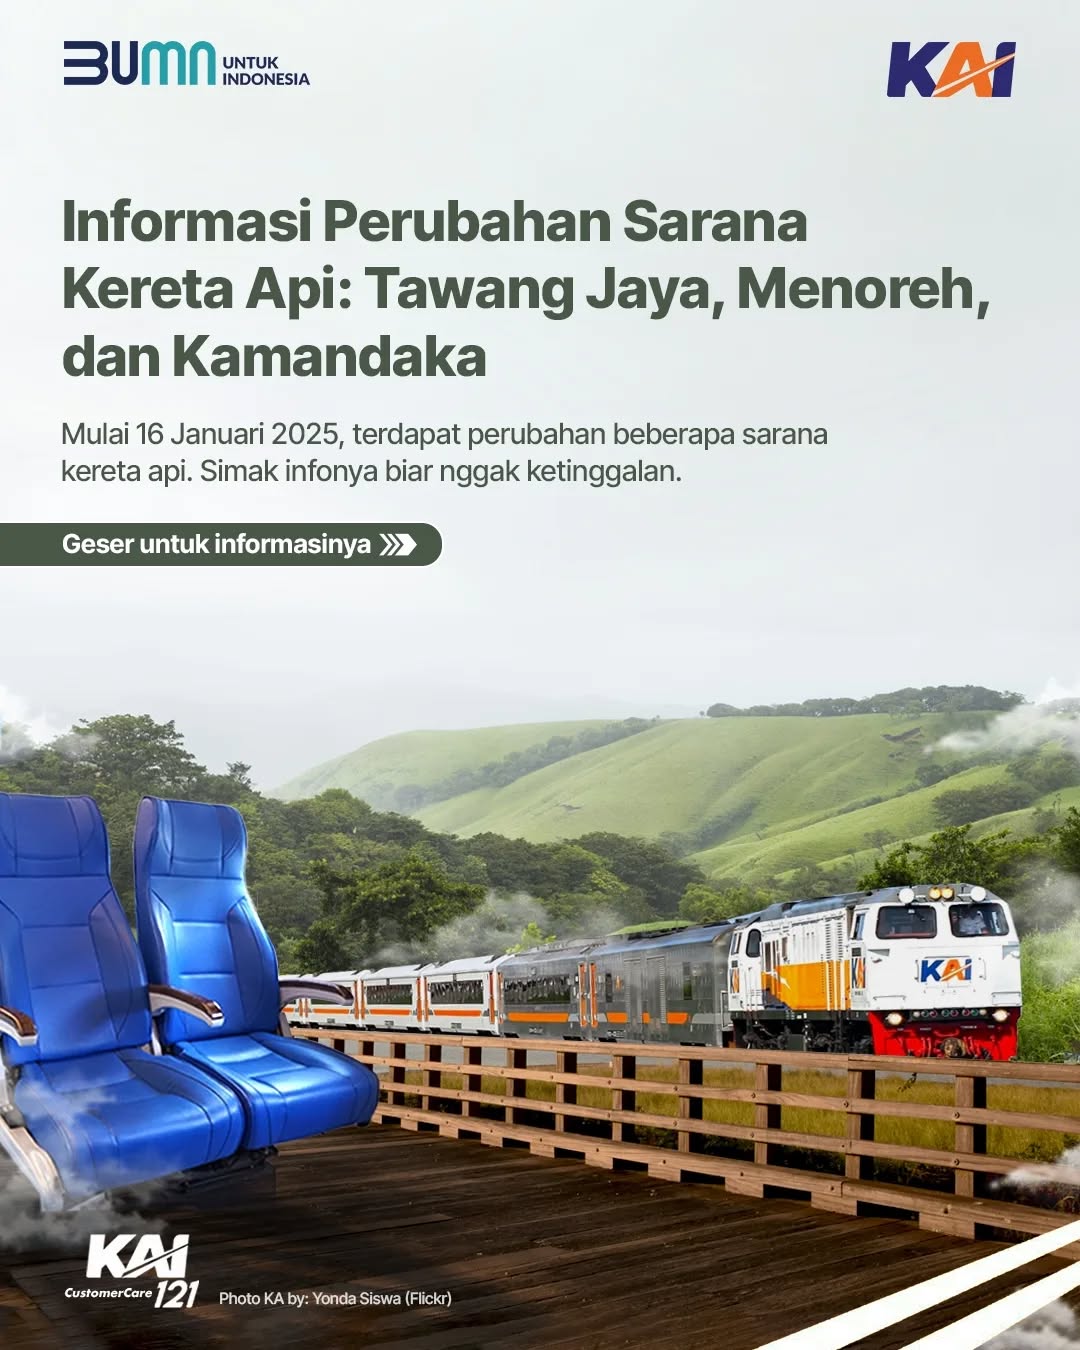 BUMN UNTUK INDONESIA
KAI
Informasi Perubahan Sarana
Kereta Api: Tawang Jaya, Menoreh,
dan Kamandaka
Mulai 16 Januari 2025, terdapat perubahan beberapa sarana
kereta api. Simak infonya biar nggak ketinggalan.
Geser untuk informasinya
KAI
KAI
CustomerCare 121
Photo KA by: Yonda Siswa (Flickr)